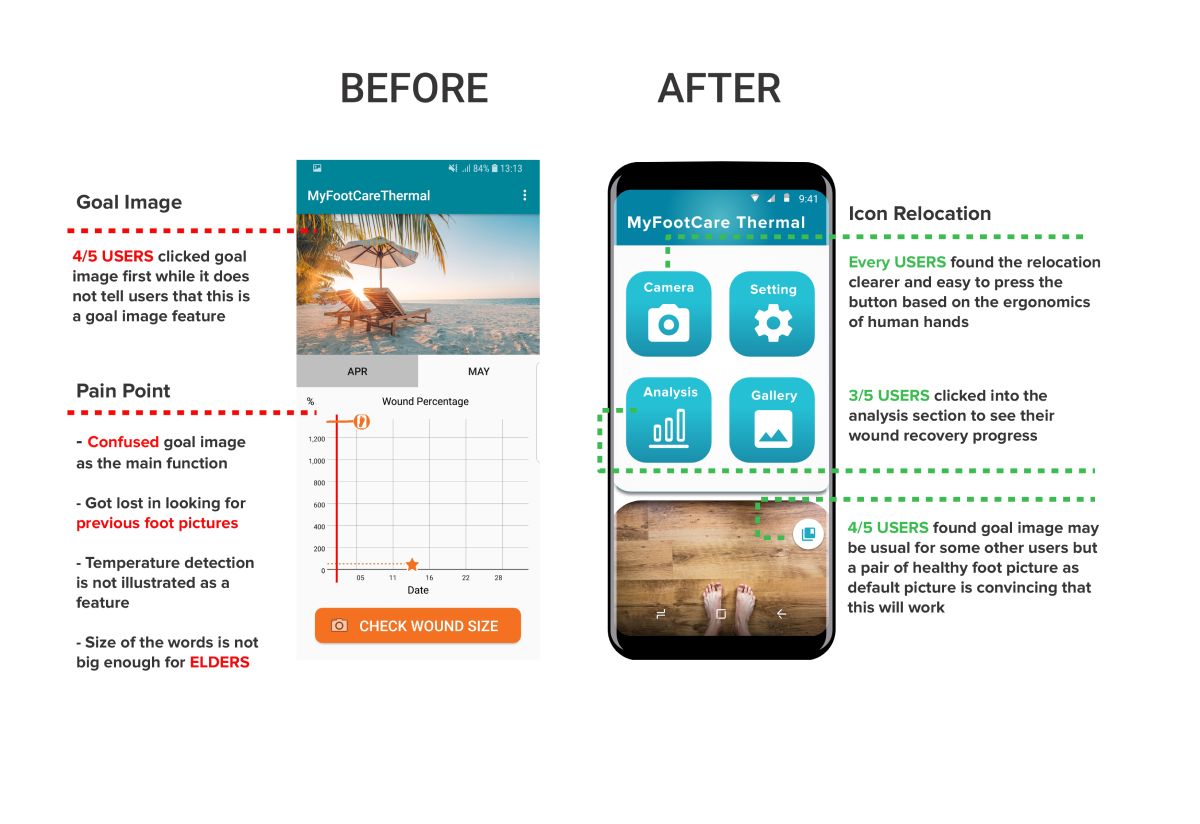 BEFORE
AFTER
Goal Image
4/5 USERS clicked goal
image first while it does
not tell users that this is
a goal image feature
Pain Point
- Confused goal image
as the main function
- Got lost in looking for
previous foot pictures
- Temperature detection
is not illustrated as a
feature
- Size of the words is not
big enough for ELDERS
84% 13:13
MyFootCareThermal
APR MAY
% Wound Percentage
1,200
1,000
800
600
400
200
0
05 11 16 22 28
Date
CHECK WOUND SIZE
9:41
MyFootCare Thermal
Camera Setting
Analysis Gallery
Icon Relocation
Every USERS found the relocation
clearer and easy to press the
button based on the ergonomics
of human hands
3/5 USERS clicked into the
analysis section to see their
wound recovery progress
4/5 USERS found goal image may
be usual for some other users but
a pair of healthy foot picture as
default picture is convincing that
this will work